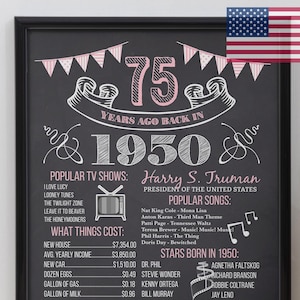 75
YEARS AGO BACK IN
1950
POPULAR TV SHOWS:
I LOVE LUCY
LOONEY TUNES
THE TWILIGHT ZONE
LEAVE IT TO BEAVER
THE HONEYMOONERS
WHAT THINGS COST:
NEW HOUSE $7,354.00
AVG. YEARLY INCOME $3,850.00
NEW CAR $1,510.00
DOZEN EGGS $0.49
GALLON OF GAS $0.18
GALLON OF MILK $.96
Harry S. Truman
PRESIDENT OF THE UNITED STATES
POPULAR SONGS:
Nat King Cole - Mona Lisa
Anton Karas - Third Man Theme
Patti Page - Tennessee Waltz
Teresa Brewer - Music! Music! Music!
Phil Harris - The Thing
Doris Day - Bewitched
STARS BORN IN 1950:
DR. PHIL
STEVE WONDER
KENNY ORTEGA
BILL MURRAY
AGNETHA FALTSKOG
RICHARD BRANSON
ROBBIE COLTRANE
JAY LENO